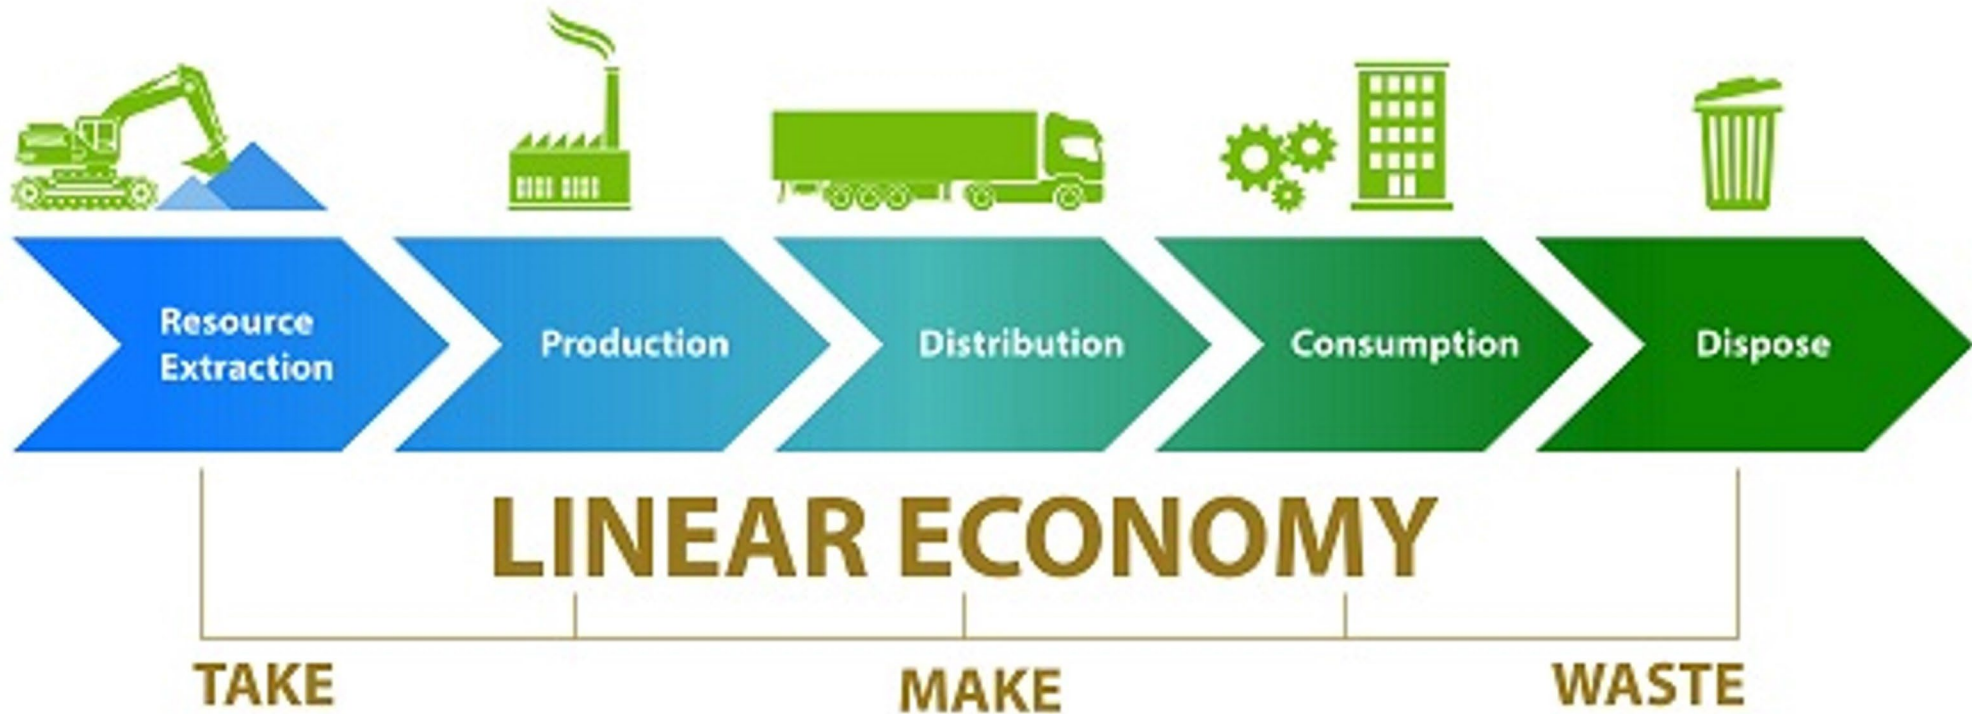 Resource
Extraction
Production
Distribution
Consumption
Dispose
LINEAR ECONOMY
TAKE
MAKE
WASTE